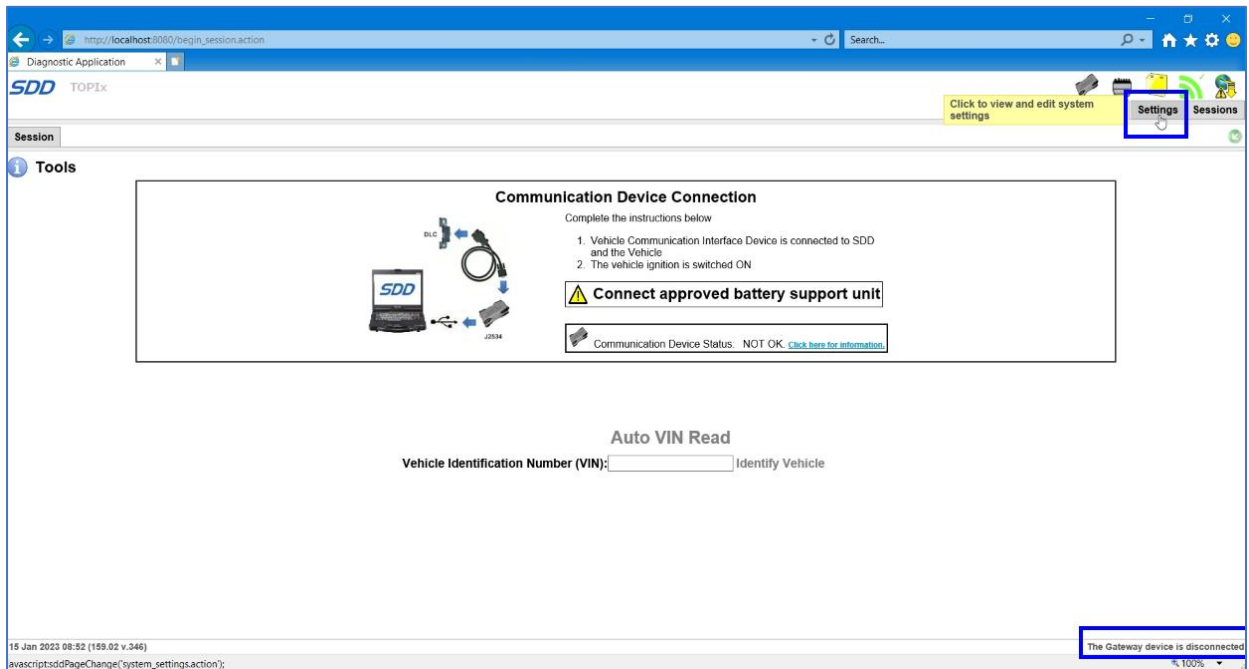 http://localhost:8080/begin_session.action
Search...
Diagnostic Application
SDD TOPIx
Click to view and edit system
settings
Settings Sessions
Session
Tools
Communication Device Connection
Complete the instructions below
DLC
1. Vehicle Communication Interface Device is connected to SDD
and the Vehicle
2. The vehicle ignition is switched ON
SDD
Connect approved battery support unit
J2534
Communication Device Status: NOT OK. Click here for information.
Auto VIN Read
Vehicle Identification Number (VIN): Identify Vehicle
15 Jan 2023 08:52 (159.02 v.346) The Gateway device is disconnected
avascript:sddPageChange('system_settings.action'); 100%